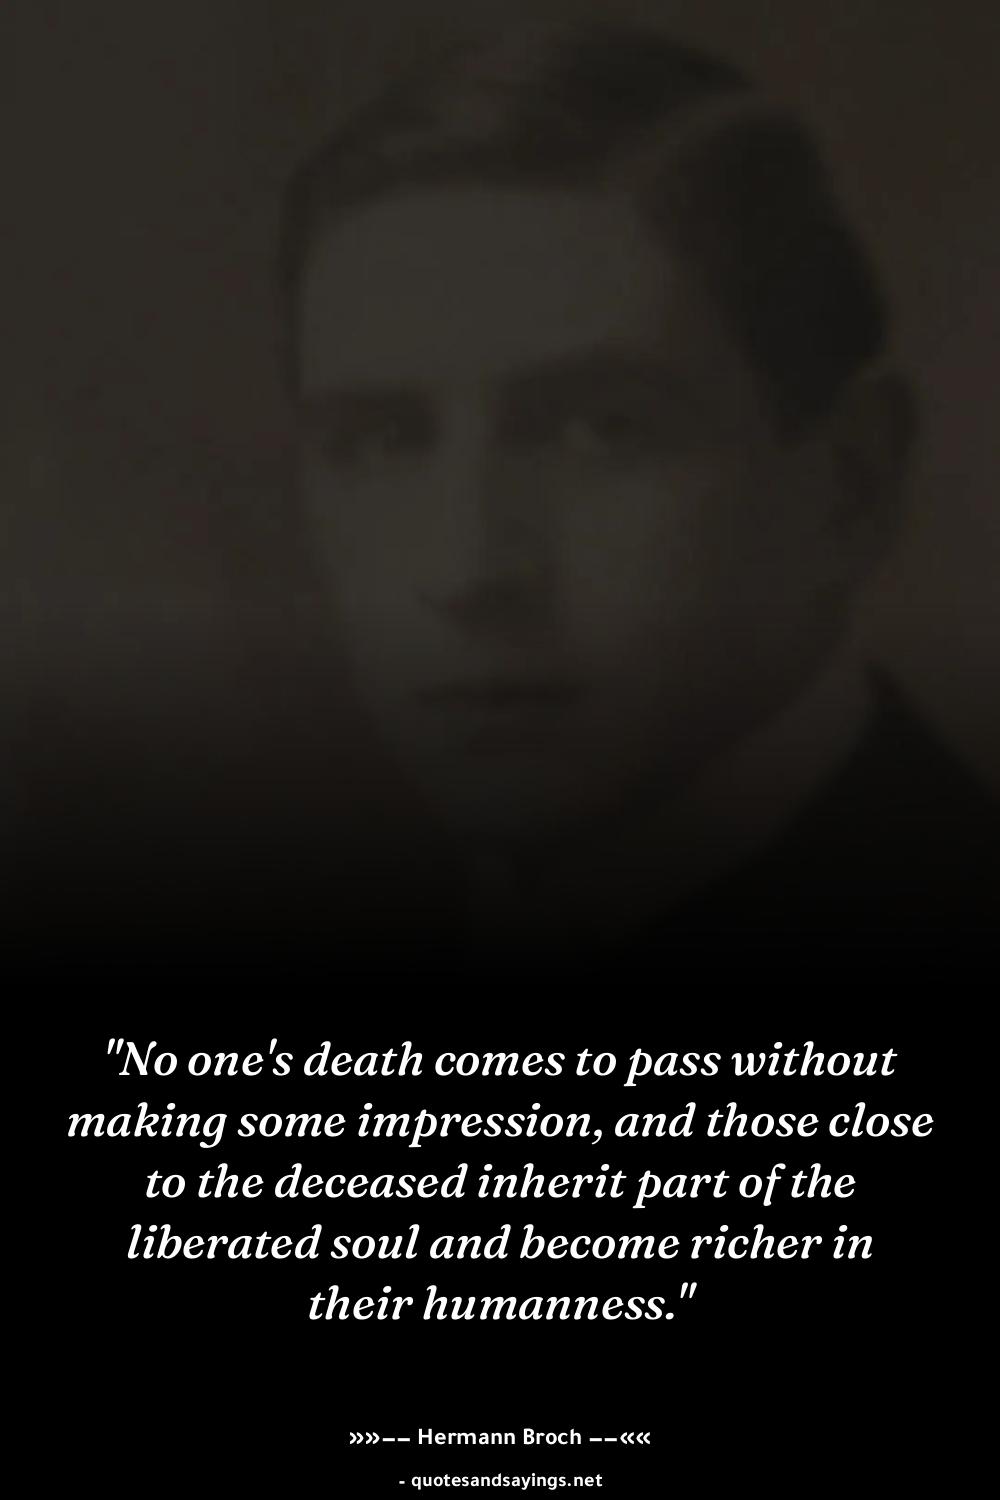 "No one's death comes to pass without
making some impression, and those close
to the deceased inherit part of the
liberated soul and become richer in
their humanness."
»»−− Hermann Broch −−««
- quotesandsayings.net